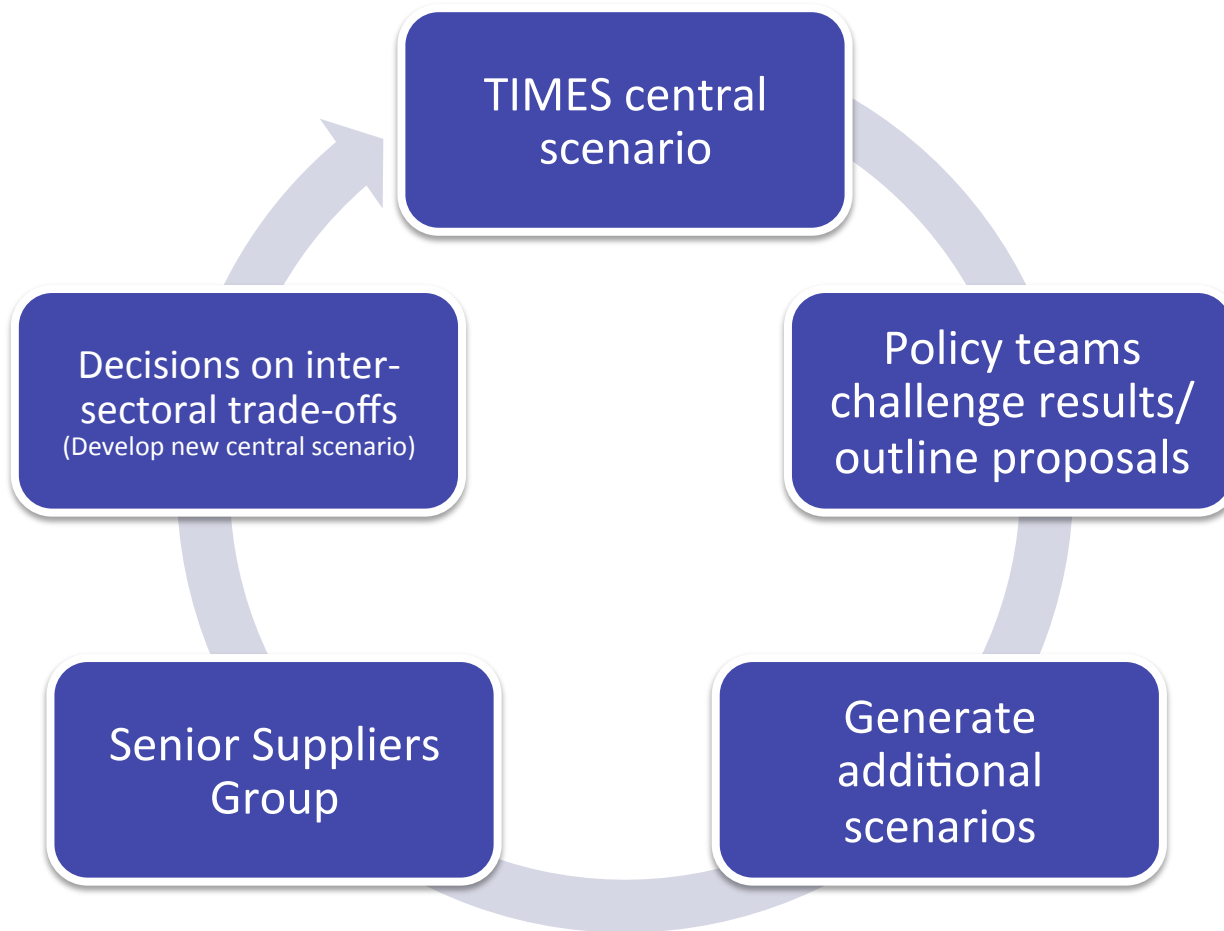 TIMES central
scenario
Policy teams
challenge results/
outline proposals
Generate
additional
scenarios
Senior Suppliers
Group
Decisions on inter-
sectoral trade-offs
(Develop new central scenario)